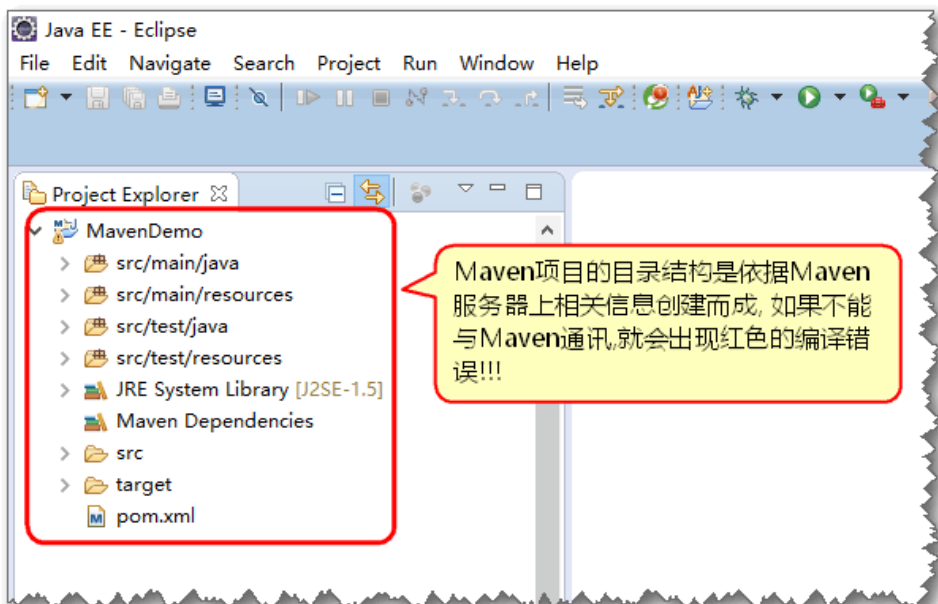 Java EE - Eclipse
File Edit Navigate Search Project Run Window Help
Project Explorer
MavenDemo
src/main/java
src/main/resources
src/test/java
src/test/resources
JRE System Library [J2SE-1.5]
Maven Dependencies
src
target
pom.xml
Maven项目的目录结构是依据Maven
服务器上相关信息创建而成, 如果不能
与Maven通讯,就会出现红色的编译错
误!!!